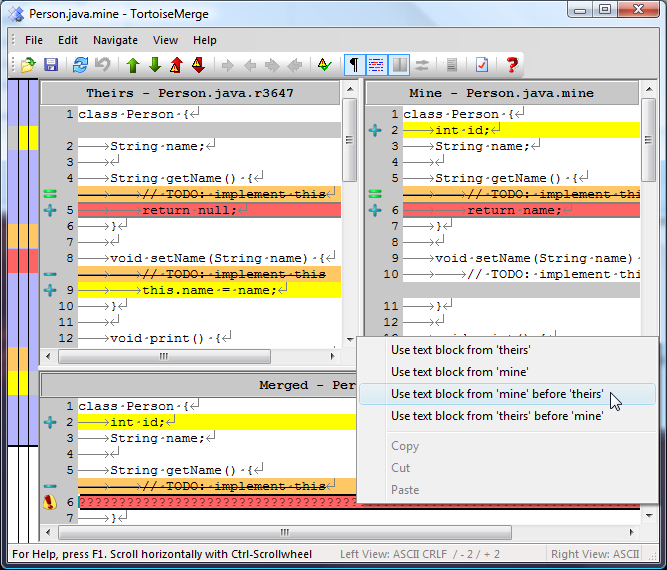 Person.java.mine - TortoiseMerge
File Edit Navigate View Help
Theirs - Person.java.r3647
1 class Person {
2 String name;
3
4 String getName() {
// TODO: implement this
5 return null;
6 }
7
8 void setName(String name) {
// TODO: implement this
9 this.name = name;
10 }
11
12 void print() {
Mine - Person.java.mine
1 class Person {
2 int id;
3 String name;
4
5 String getName() {
// TODO: implement thi
6 return name;
7 }
8
9 void setName(String name) {
10 // TODO: implement thi
11 }
12
Use text block from 'theirs'
Use text block from 'mine'
Use text block from 'mine' before 'theirs'
Use text block from 'theirs' before 'mine'
Copy
Cut
Paste
Merged - Per
1 class Person {
2 int id;
3 String name;
4
5 String getName() {
// TODO: implement this
6 ????????????????????????????????????????
7 }
For Help, press F1. Scroll horizontally with Ctrl-Scrollwheel Left View: ASCII CRLF / - 2 / + 2 Right View: ASCII